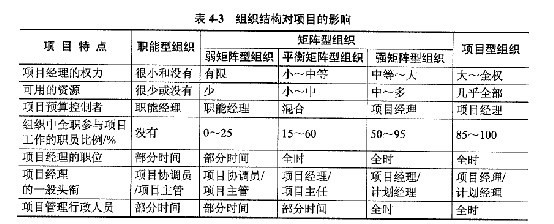 表 4-3 组织结构对项目的影响
项目特点 职能型组织 矩阵型组织 项目型组织
弱矩阵型组织 平衡矩阵型组织 强矩阵型组织
项目经理的权力 很小和没有 有限 小～中等 中等～大 大～全权
可用的资源 很少或没有 少 小～中 中～多 几乎全部
项目预算控制者 职能经理 职能经理 混合 项目经理 项目经理
组织中全职参与项目
工作的职员比例/% 没有 0～25 15～60 50～95 85～100
项目经理的职位 部分时间 部分时间 全时 全时 全时
项目经理 项目协调员 项目协调员/ 项目经理/ 项目经理/ 项目经理/
的一般头衔 /项目主管 项目主管 项目主任 计划经理 计划经理
项目管理行政人员 部分时间 部分时间 部分时间 全时 全时